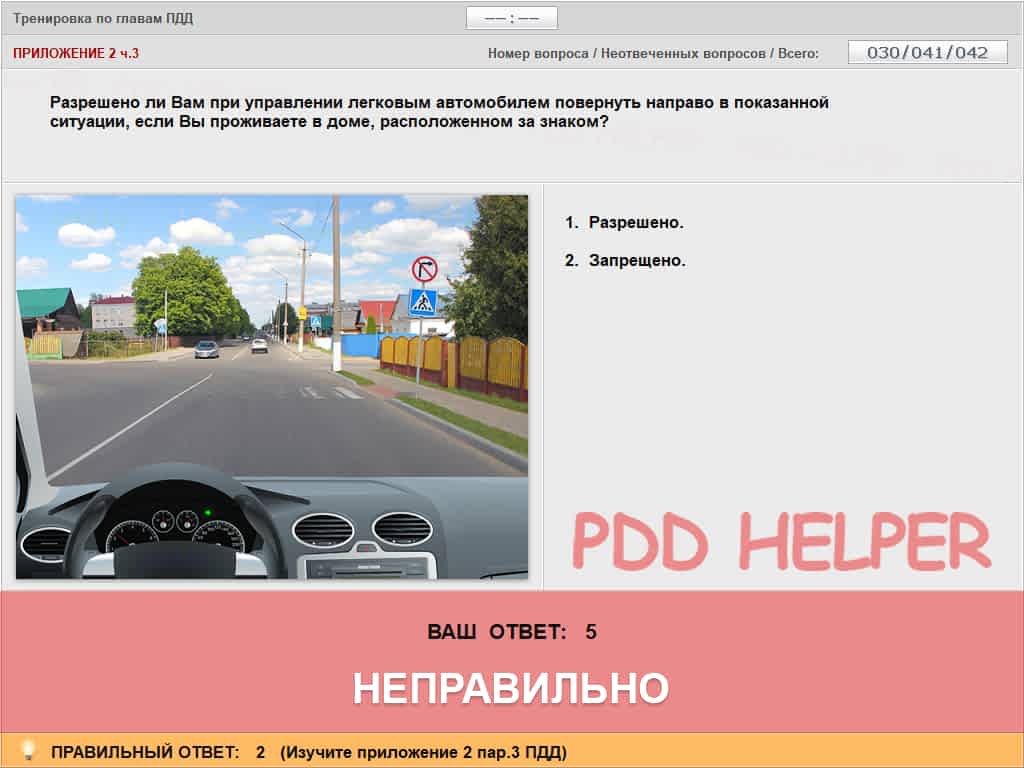 Тренировка по главам ПДД
–– : ––
ПРИЛОЖЕНИЕ 2 ч.3
Номер вопроса / Неотвеченных вопросов / Всего:
030/041/042
Разрешено ли Вам при управлении легковым автомобилем повернуть направо в показанной
ситуации, если Вы проживаете в доме, расположенном за знаком?
1. Разрешено.
2. Запрещено.
PDD HELPER
ВАШ ОТВЕТ: 5
НЕПРАВИЛЬНО
ПРАВИЛЬНЫЙ ОТВЕТ: 2 (Изучите приложение 2 пар.3 ПДД)